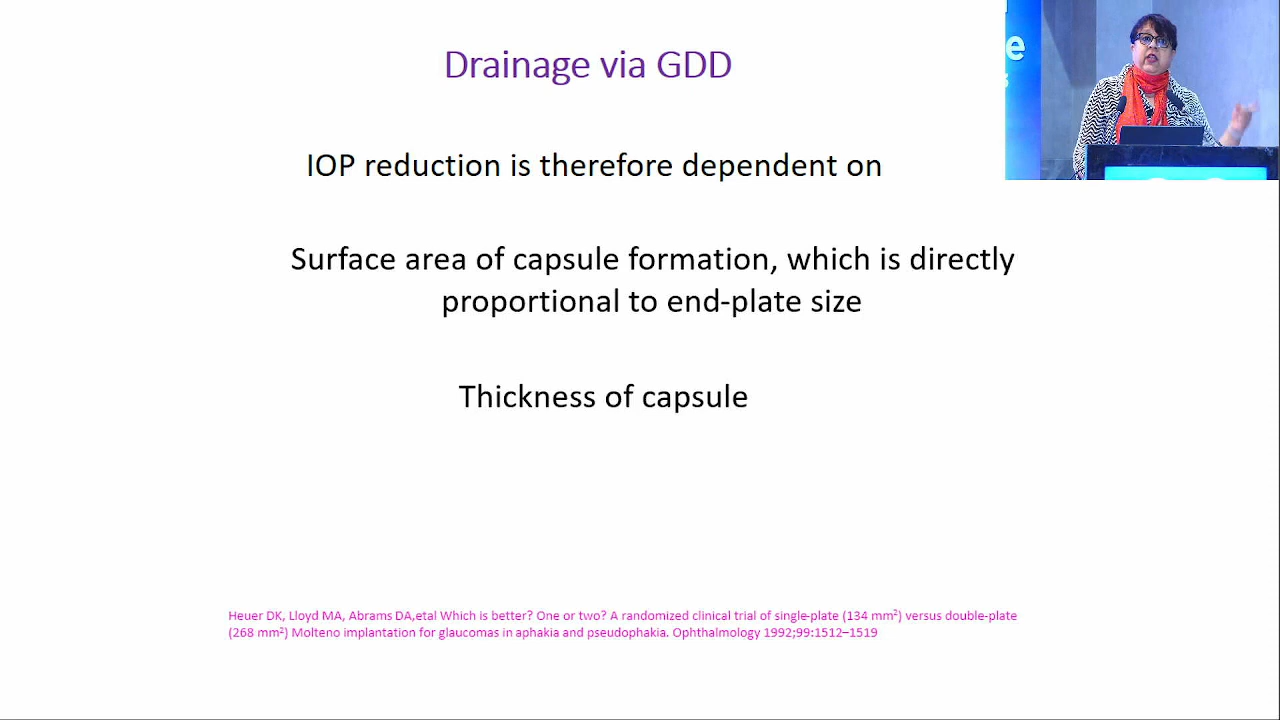 Drainage via GDD
IOP reduction is therefore dependent on
Surface area of capsule formation, which is directly
proportional to end-plate size
Thickness of capsule
Heuer DK, Lloyd MA, Abrams DA,etal Which is better? One or two? A randomized clinical trial of single-plate (134 mm²) versus double-plate
(268 mm²) Molteno implantation for glaucomas in aphakia and pseudophakia. Ophthalmology 1992;99:1512–1519